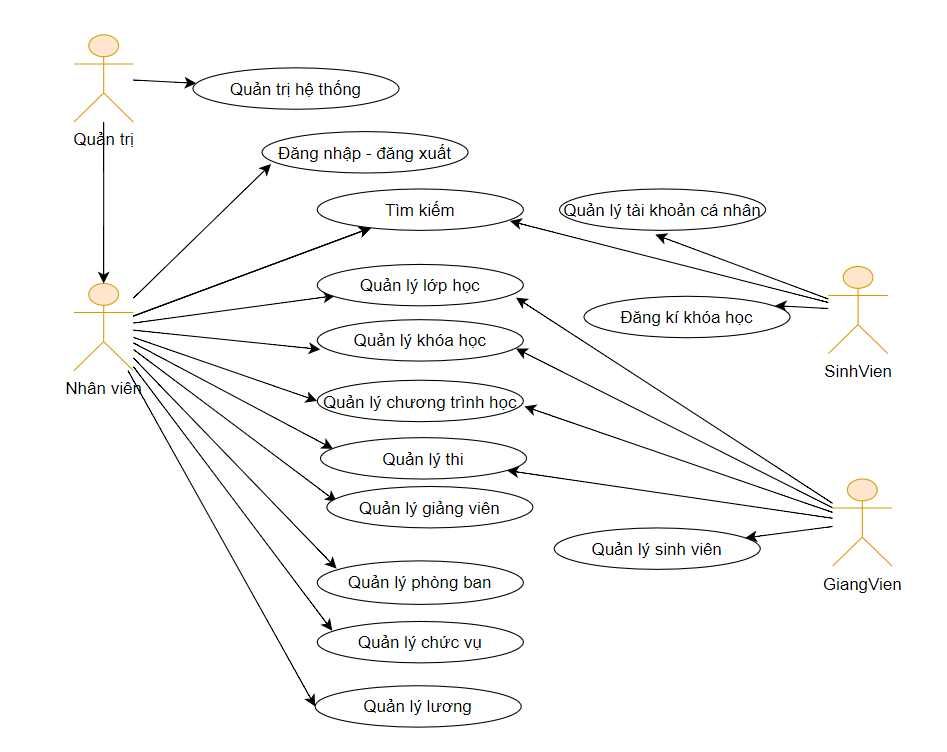 Quản trị hệ thống
Quản trị
Đăng nhập - đăng xuất
Tìm kiếm
Quản lý tài khoản cá nhân
Quản lý lớp học
Đăng kí khóa học
Quản lý khóa học
SinhVien
Nhân viên
Quản lý chương trình học
Quản lý thi
Quản lý giảng viên
Quản lý sinh viên
GiangVien
Quản lý phòng ban
Quản lý chức vụ
Quản lý lương